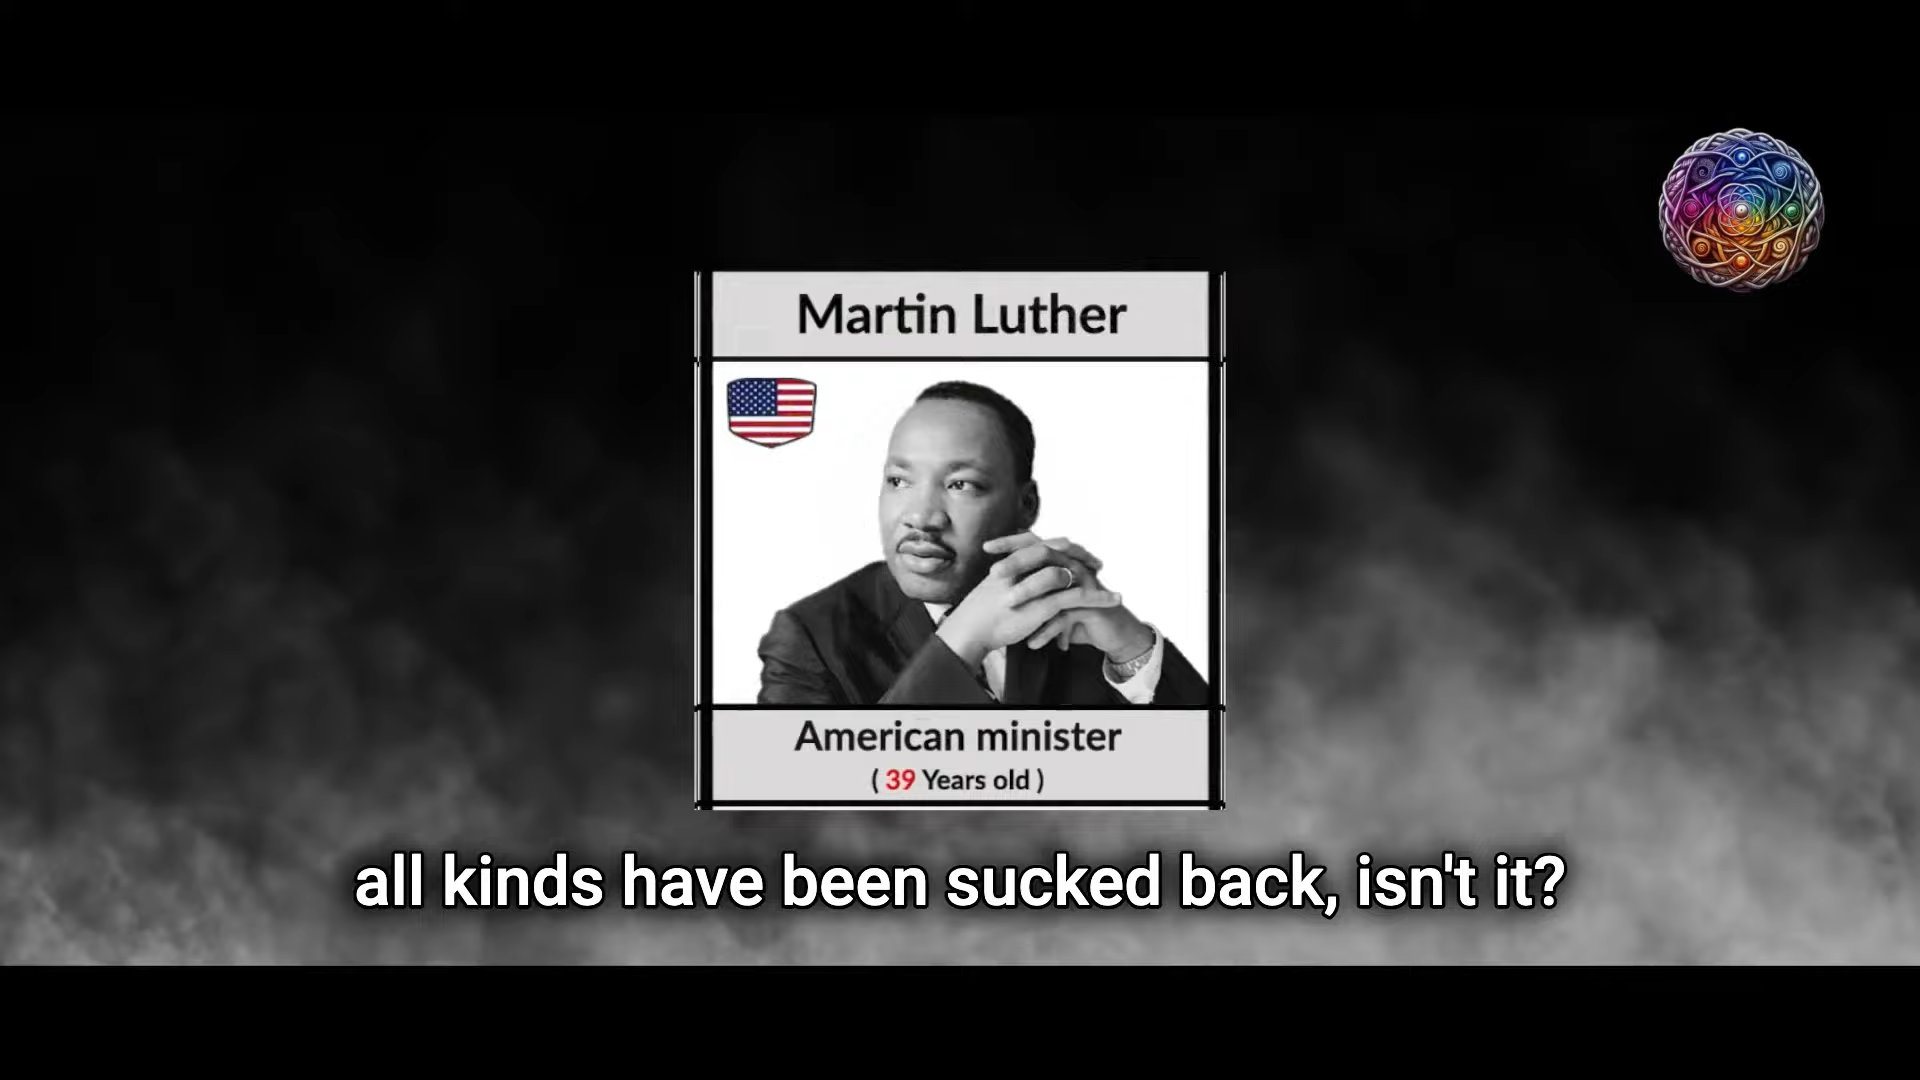 Martin Luther
American minister
( 39 Years old )
all kinds have been sucked back, isn't it?